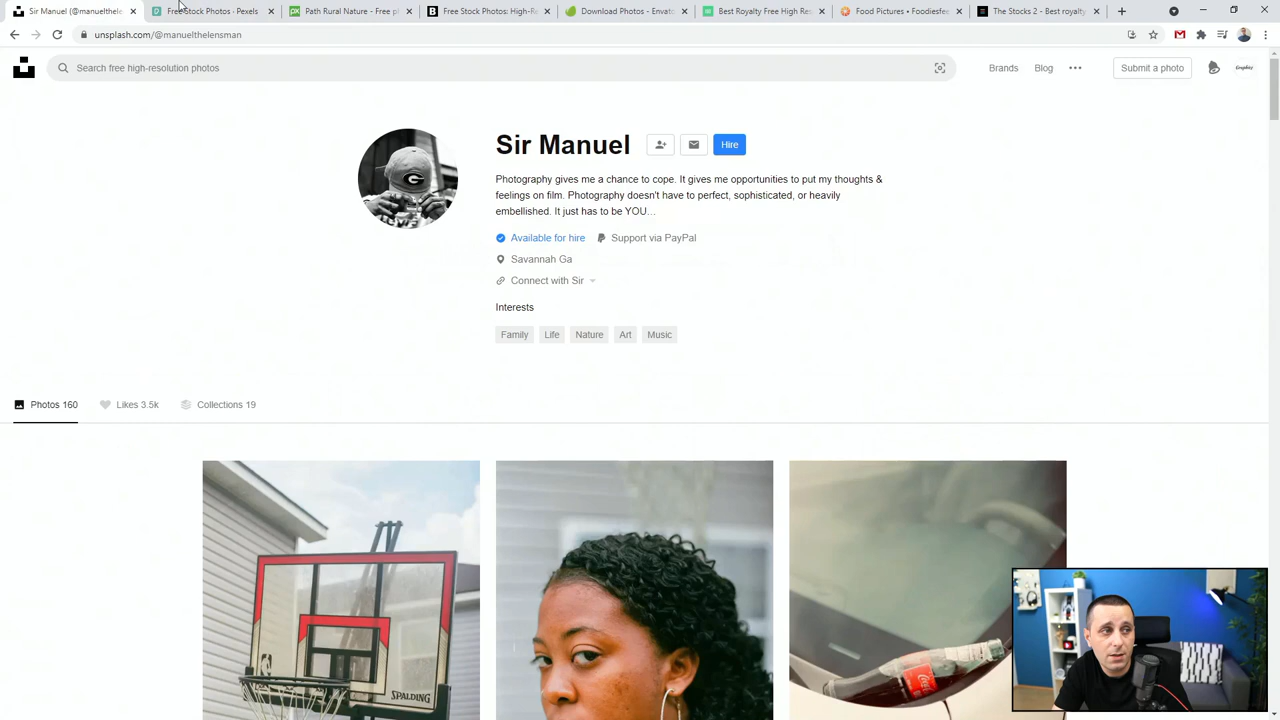 Sir Manuel (@manuelthele
Free Stock Photos · Pexels
Path Rural Nature - Free p
Free Stock Photos: High-Re
Download Photos - Envato
Best Royalty Free High Res
Food Pictures – Foodiesfee
The Stocks 2 - Best royalty
unsplash.com/@manuelthelensman
Search free high-resolution photos
Brands
Blog
Submit a photo
Sir Manuel
Hire
Photography gives me a chance to cope. It gives me opportunities to put my thoughts &
feelings on film. Photography doesn't have to perfect, sophisticated, or heavily
embellished. It just has to be YOU...
Available for hire
Support via PayPal
Savannah Ga
Connect with Sir
Interests
Family
Life
Nature
Art
Music
Photos 160
Likes 3.5k
Collections 19
SPALDING
Coca-Cola